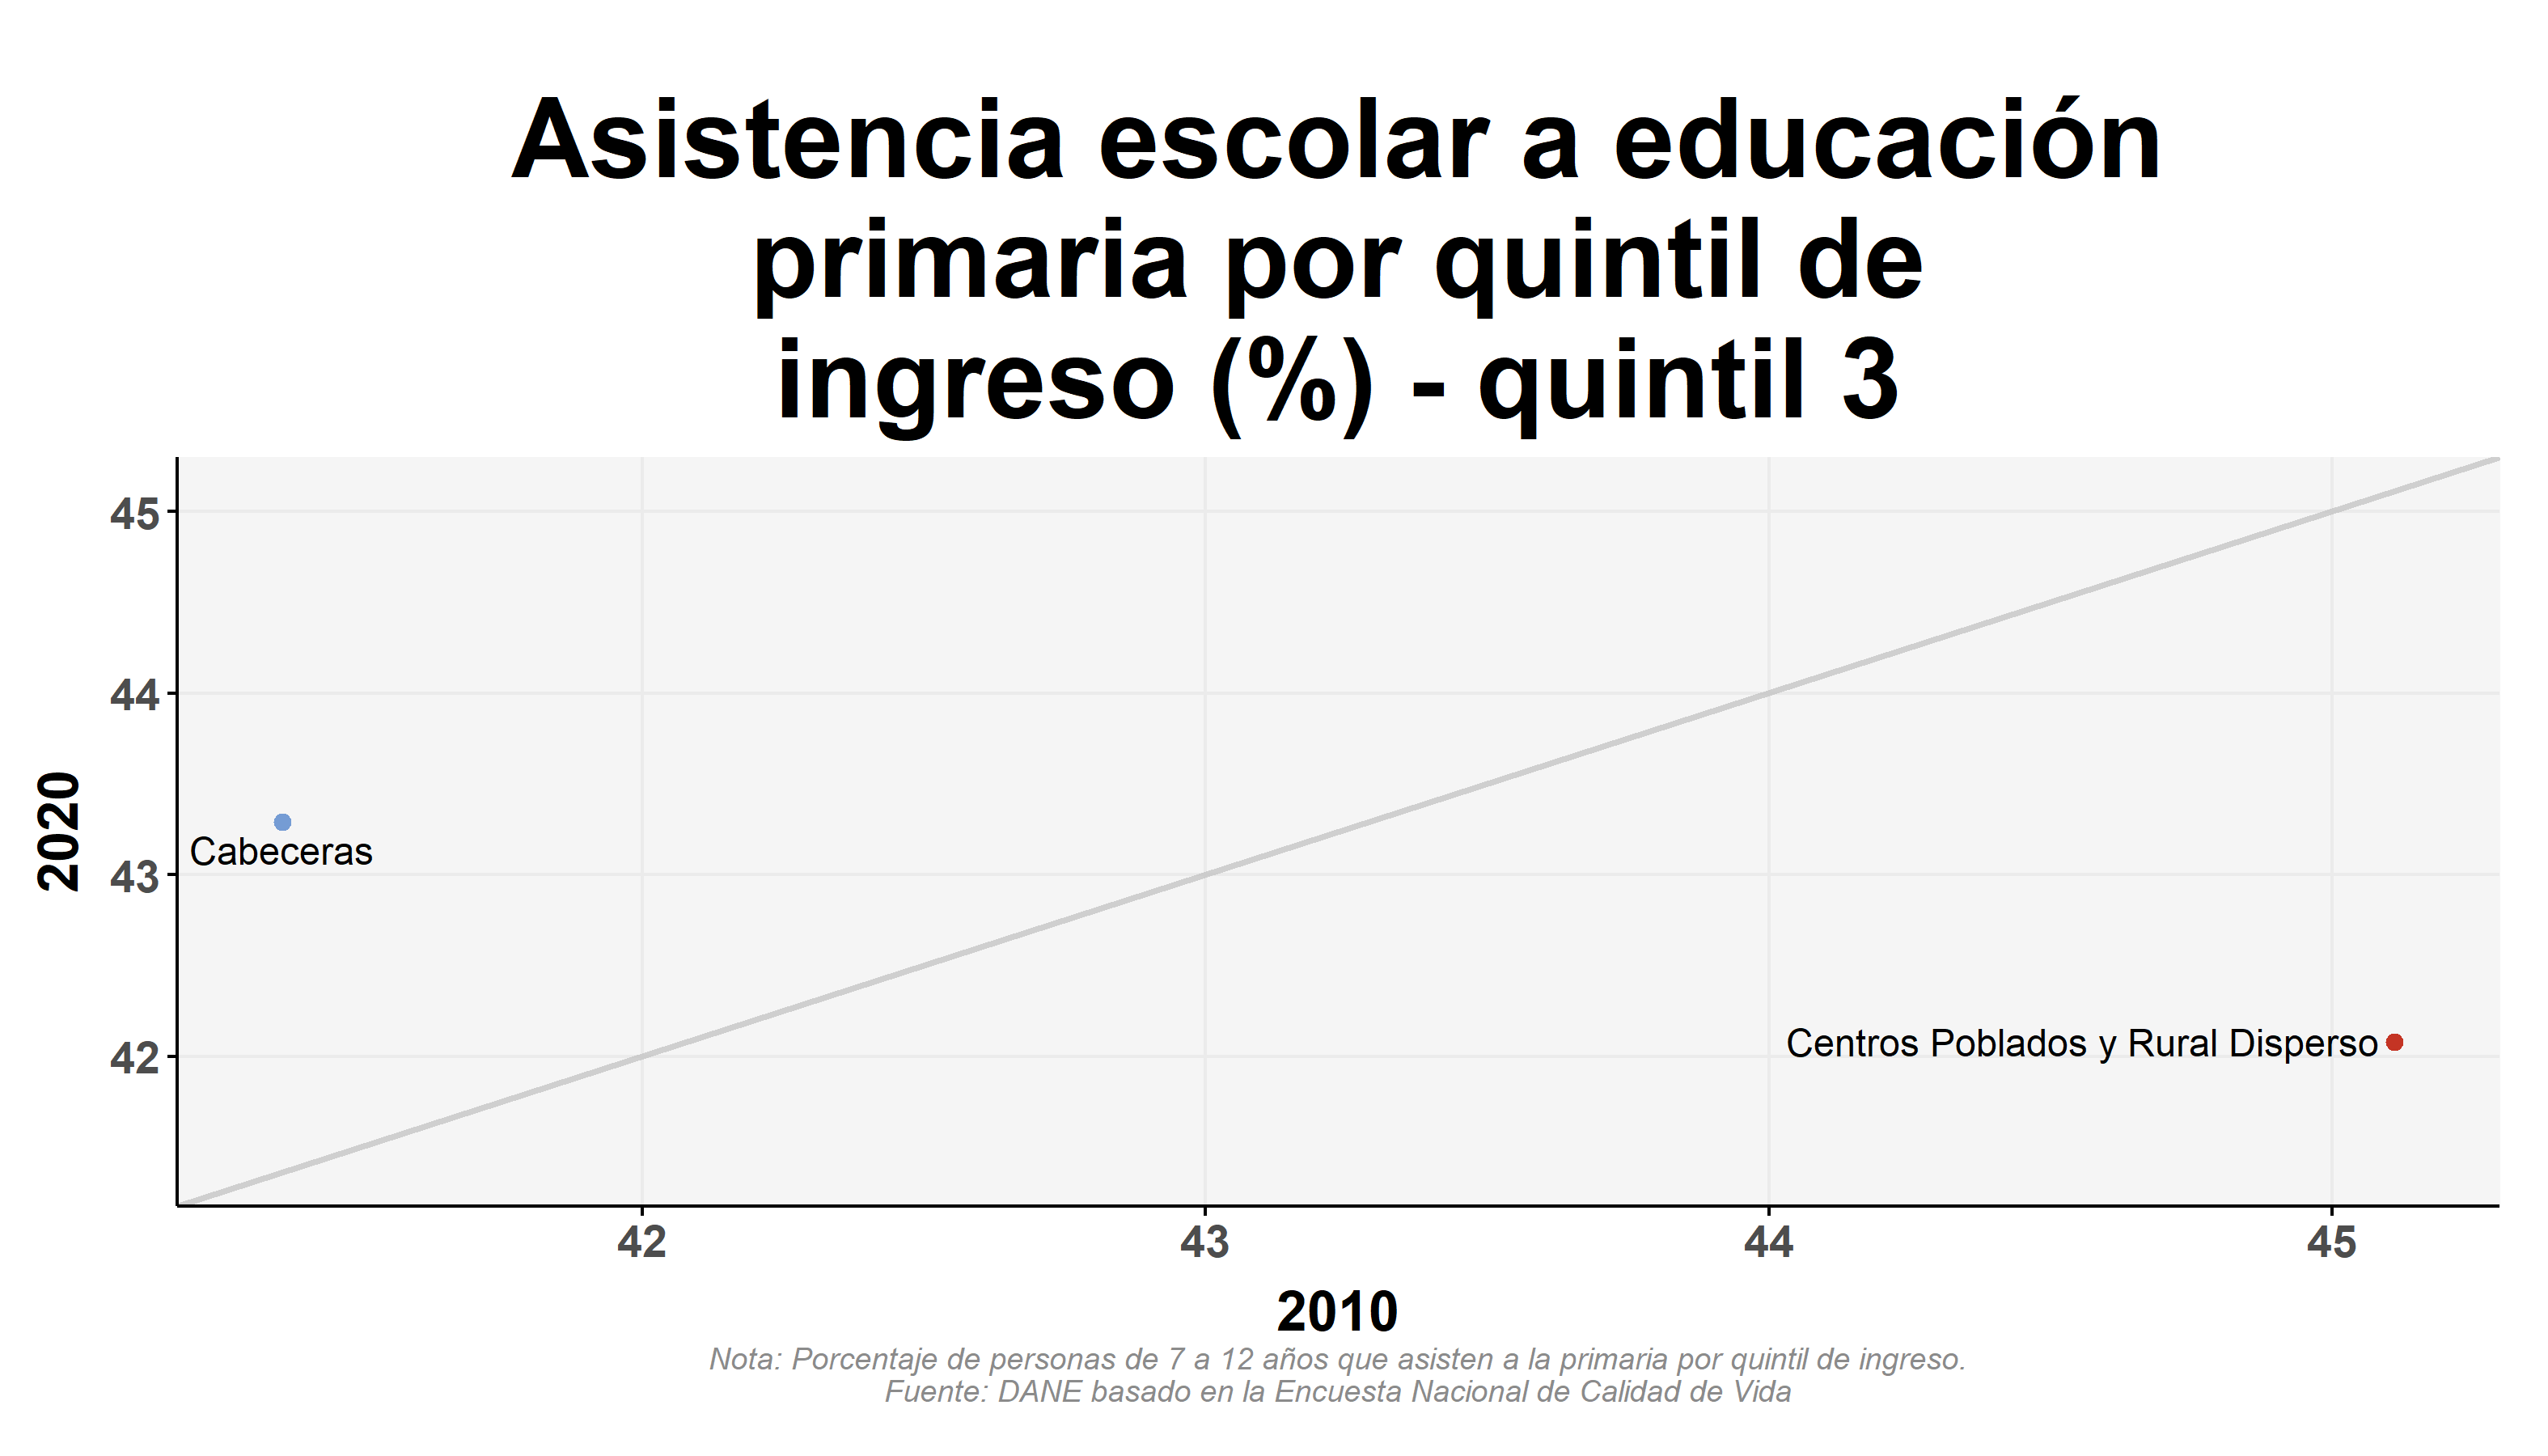 Asistencia escolar a educación
primaria por quintil de
ingreso (%) - quintil 3
45
44
43
42
2020
Cabeceras
Centros Poblados y Rural Disperso
42
43
44
45
2010
Nota: Porcentaje de personas de 7 a 12 años que asisten a la primaria por quintil de ingreso.
Fuente: DANE basado en la Encuesta Nacional de Calidad de Vida